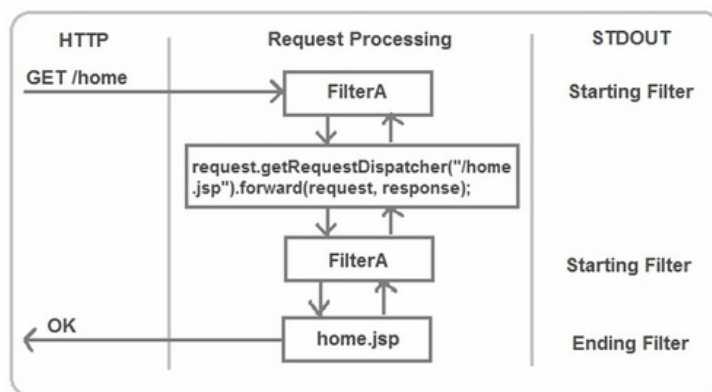 HTTP
Request Processing
STDOUT
GET /home
FilterA
Starting Filter
request.getRequestDispatcher("/home
.jsp").forward(request, response);
FilterA
Starting Filter
OK
home.jsp
Ending Filter